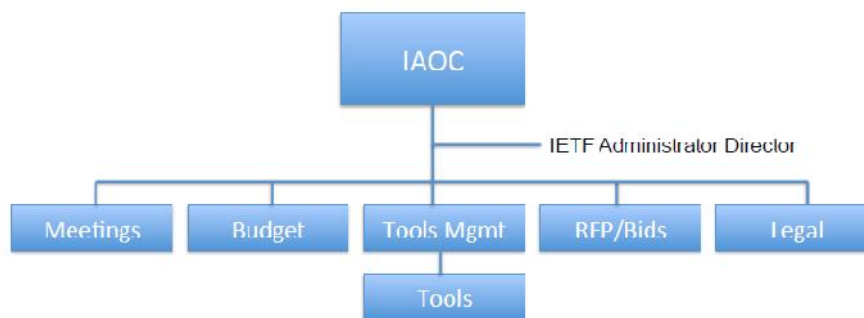 IAOC
IETF Administrator Director
Meetings
Budget
Tools Mgmt
RFP/Bids
Legal
Tools